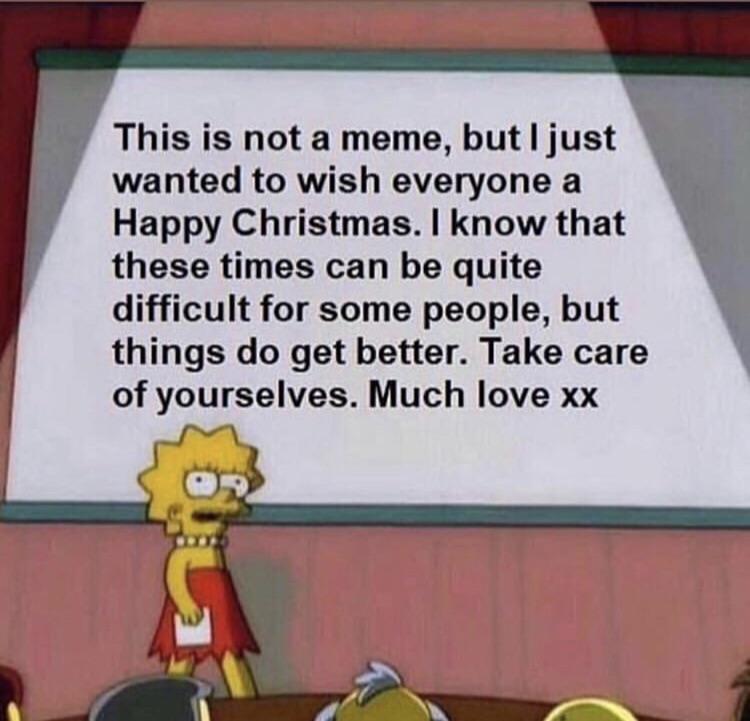 This is not a meme, but I just
wanted to wish everyone a
Happy Christmas. I know that
these times can be quite
difficult for some people, but
things do get better. Take care
of yourselves. Much love xx